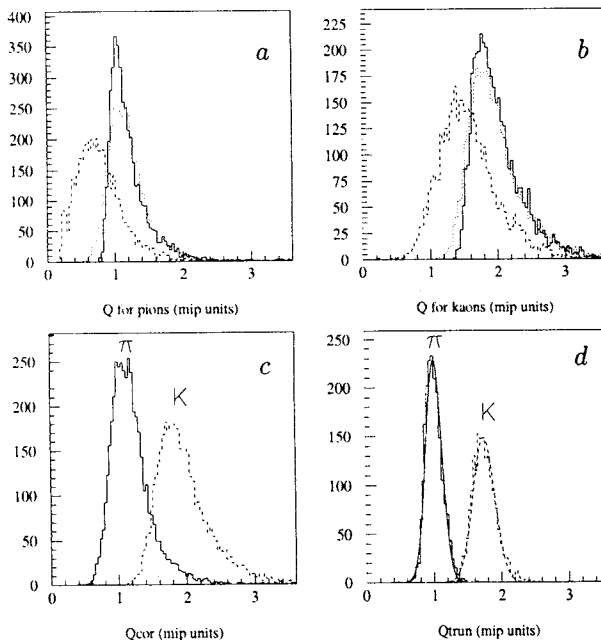 400
350
300
250
200
150
100
50
0
a
0 1 2 3
Q for pions (mip units)
225
200
175
150
125
100
75
50
25
0
b
0 1 2 3
Q for kaons (mip units)
250
200
150
100
50
0
π
K
c
0 1 2 3
Qcor (mip units)
250
200
150
100
50
0
π
K
d
0 1 2 3
Qtrun (mip units)